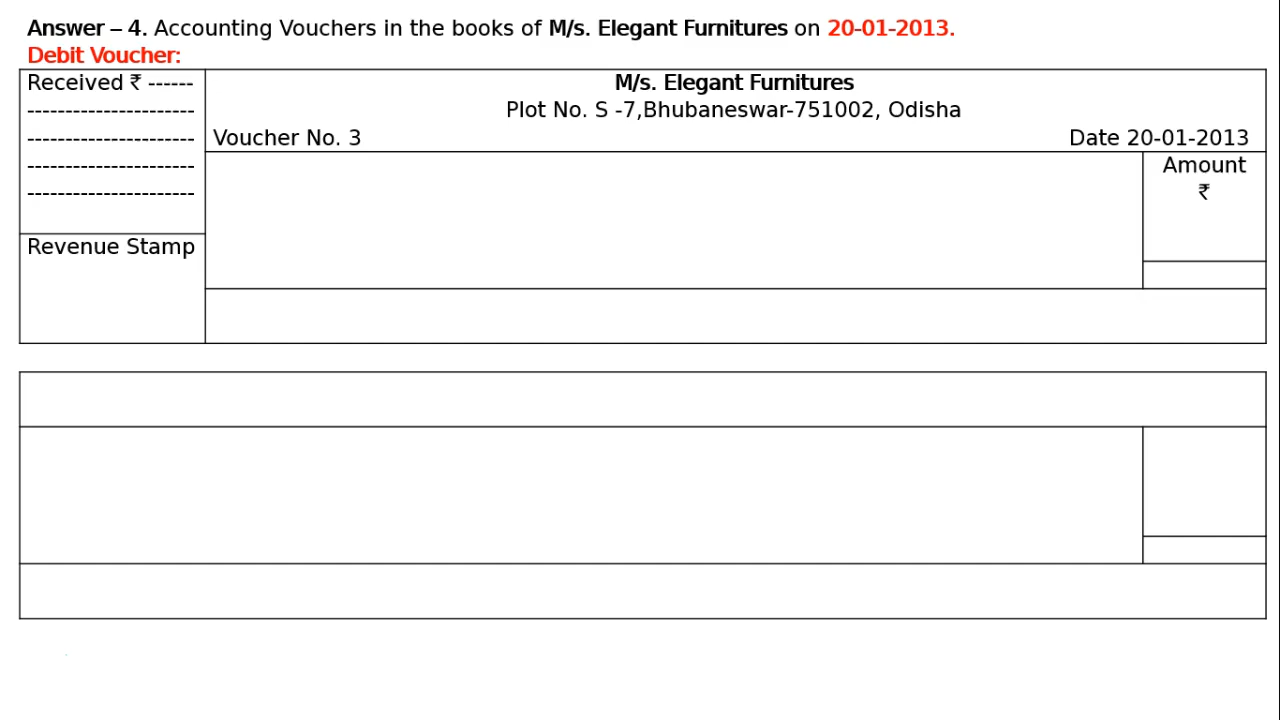 Answer – 4. Accounting Vouchers in the books of M/s. Elegant Furnitures on 20-01-2013.
Debit Voucher:
Received ₹ ------
----------------------
----------------------
----------------------
----------------------
Revenue Stamp
M/s. Elegant Furnitures
Plot No. S -7,Bhubaneswar-751002, Odisha
Voucher No. 3 Date 20-01-2013
Amount
₹